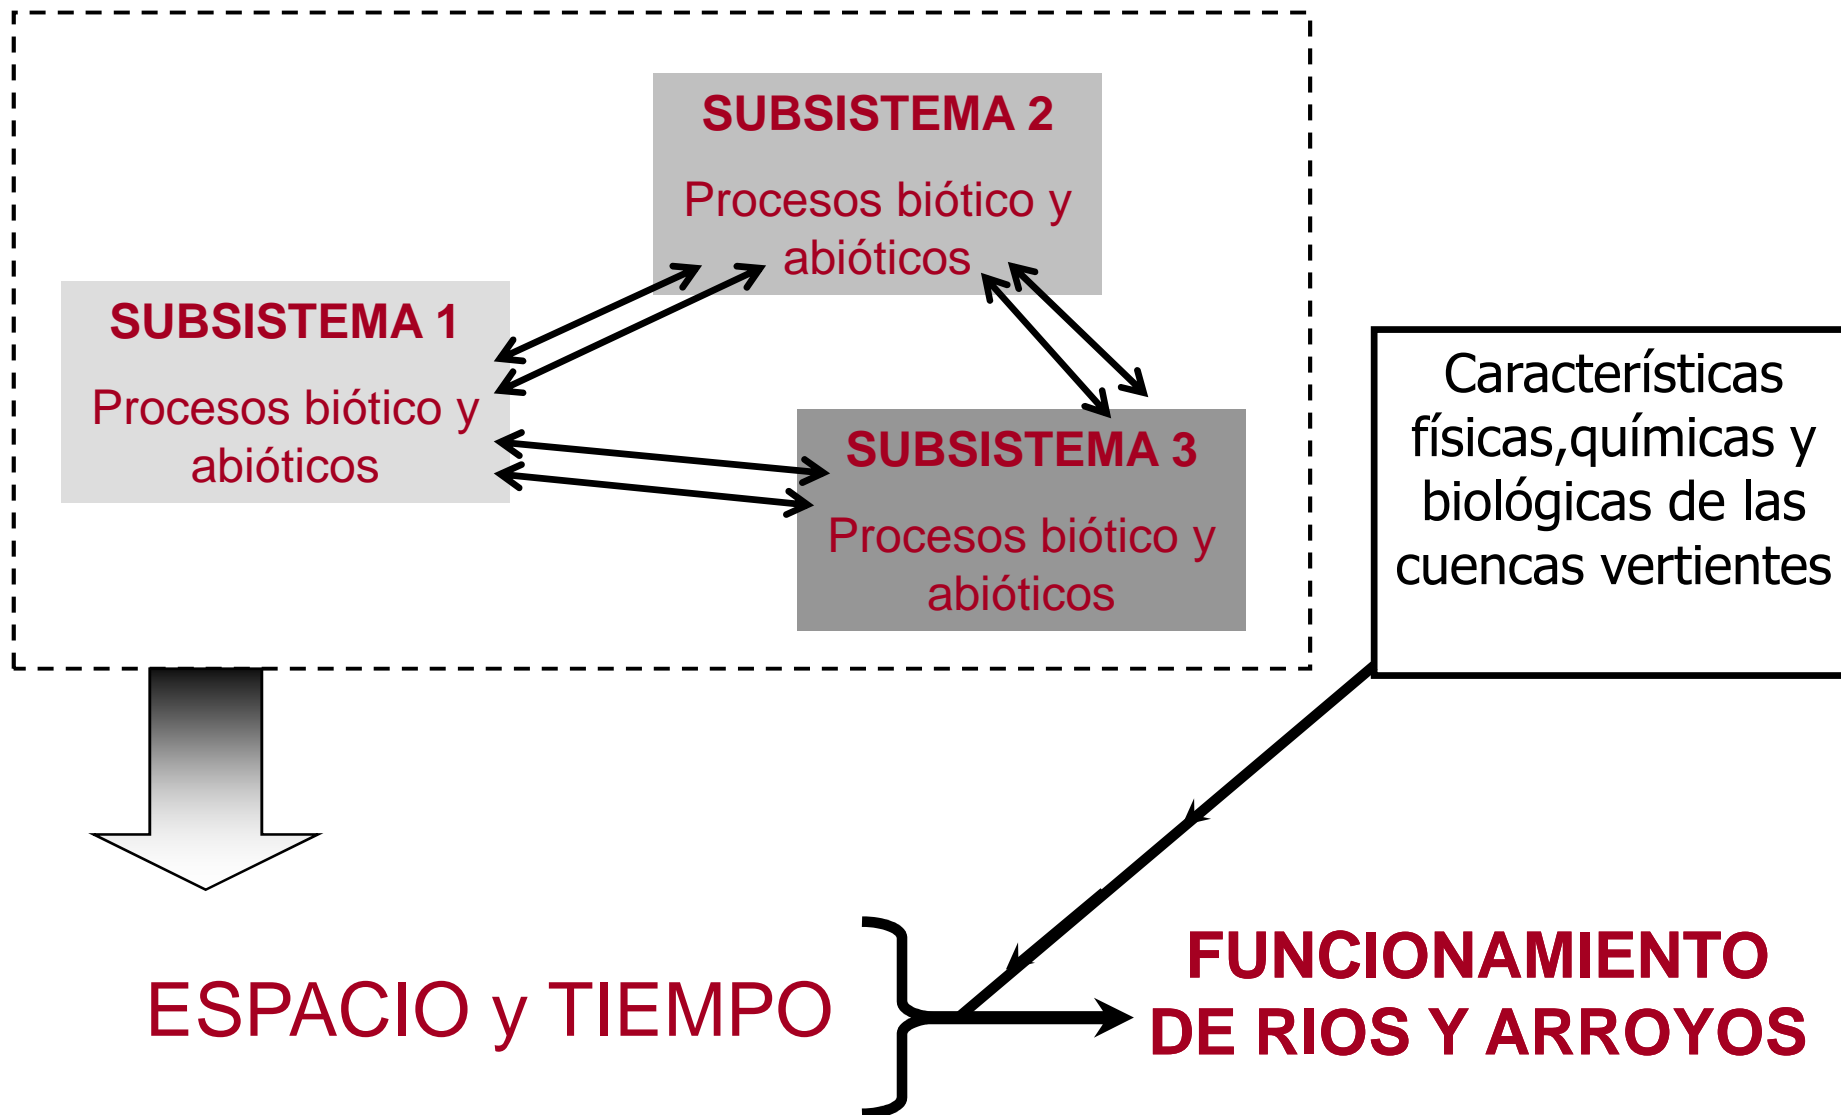 SUBSISTEMA 2
Procesos biótico y
abióticos
SUBSISTEMA 1
Procesos biótico y
abióticos
SUBSISTEMA 3
Procesos biótico y
abióticos
Características
físicas,químicas y
biológicas de las
cuencas vertientes
ESPACIO y TIEMPO
FUNCIONAMIENTO
DE RIOS Y ARROYOS